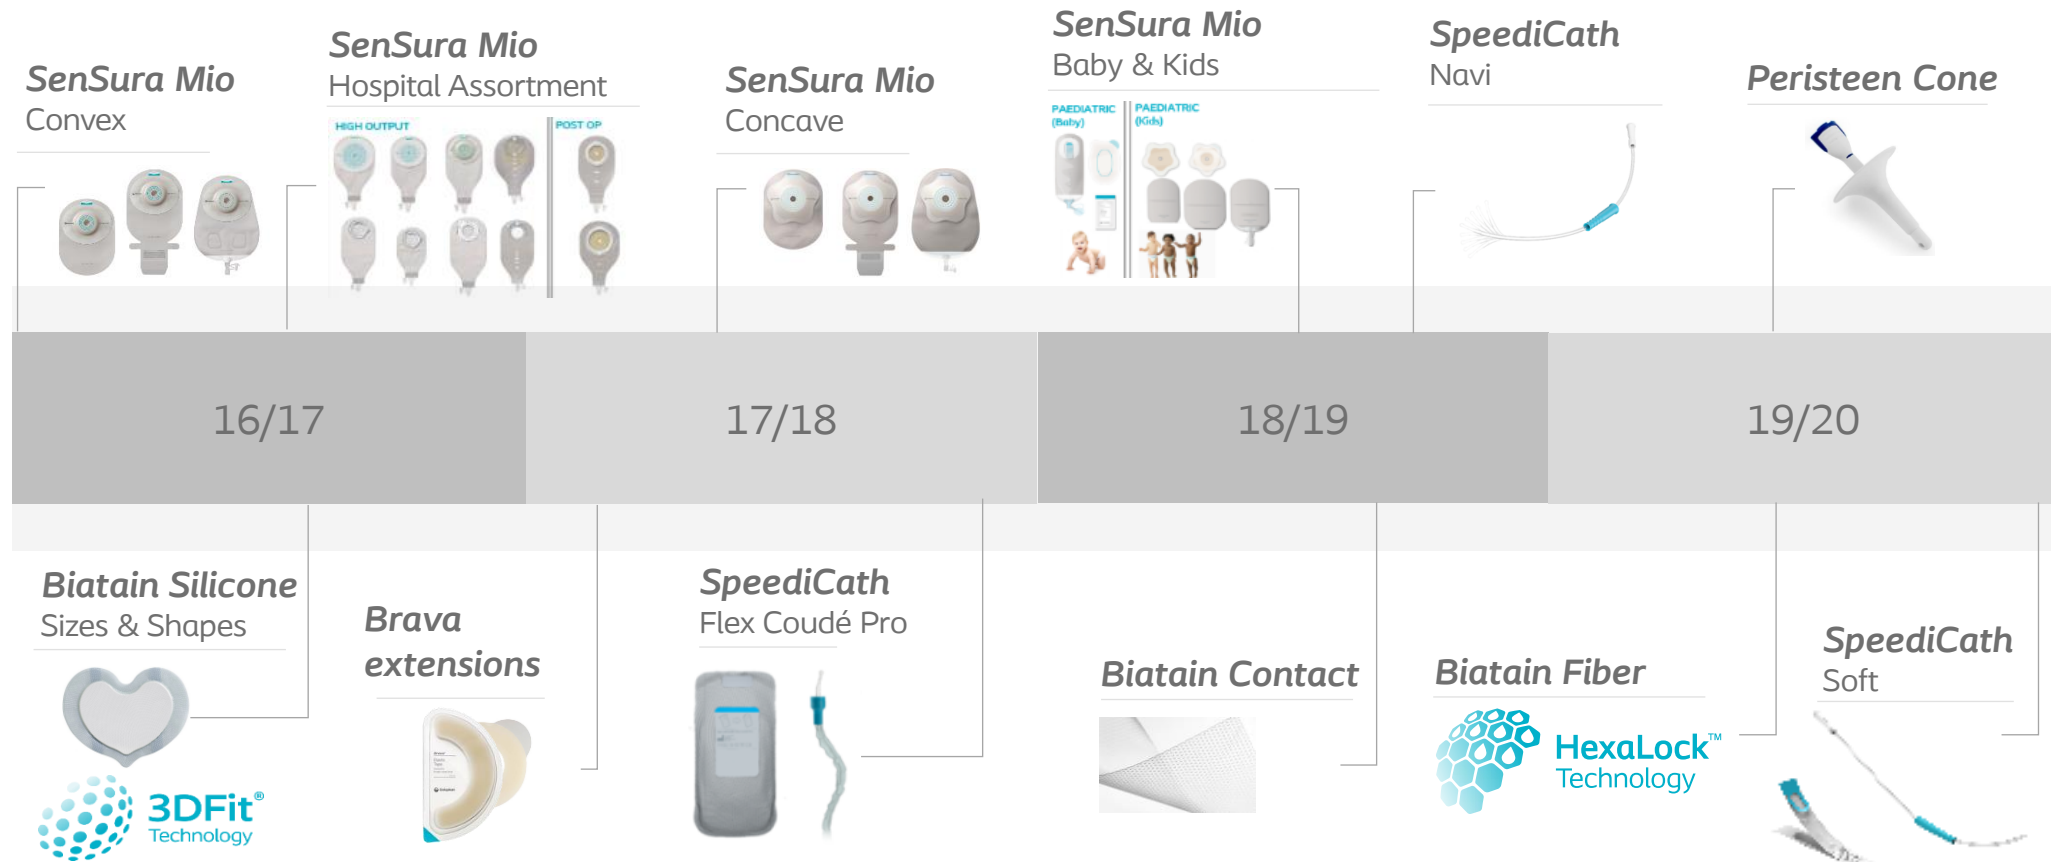 SenSura Mio
Convex
SenSura Mio
Hospital Assortment
HIGH OUTPUT
POST OP
SenSura Mio
Concave
SenSura Mio
Baby & Kids
PAEDIATRIC
(Baby)
PAEDIATRIC
(Kids)
SpeediCath
Navi
Peristeen Cone
16/17
17/18
18/19
19/20
Biatain Silicone
Sizes & Shapes
3DFit®
Technology
Brava
extensions
SpeediCath
Flex Coudé Pro
Biatain Contact
Biatain Fiber
HexaLock™
Technology
SpeediCath
Soft